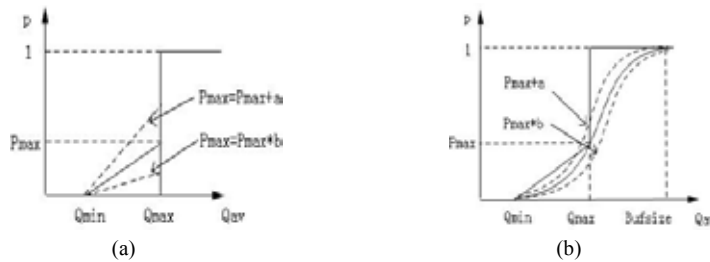 P
1
Pmax=Pmax+a
Pmax
Pmax=Pmax*b
Qmin
Qmax
Qav
(a)
P
1
Pmax+a
Pmax*b
Pmax
Qmin
Qmax
Bufsize
(b)